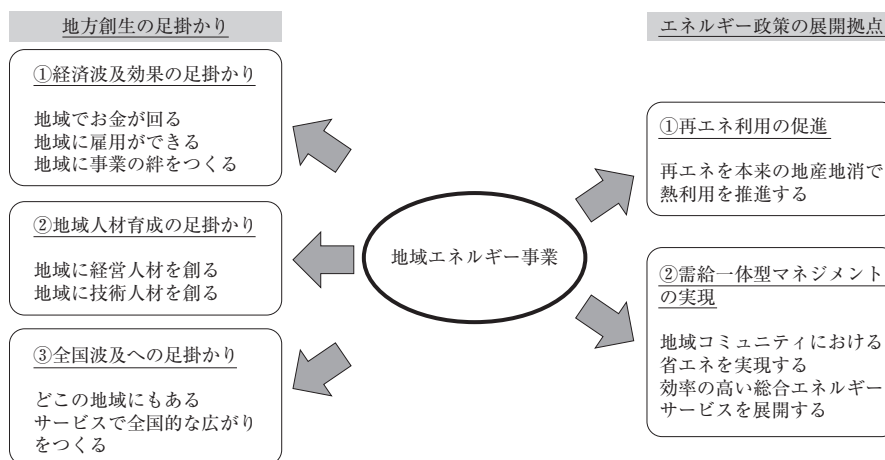 地方創生の足掛かり
①経済波及効果の足掛かり
地域でお金が回る
地域に雇用ができる
地域に事業の絆をつくる
②地域人材育成の足掛かり
地域に経営人材を創る
地域に技術人材を創る
③全国波及への足掛かり
どこの地域にもある
サービスで全国的な広がり
をつくる
地域エネルギー事業
エネルギー政策の展開拠点
①再エネ利用の促進
再エネを本来の地産地消で
熱利用を推進する
②需給一体型マネジメント
の実現
地域コミュニティにおける
省エネを実現する
効率の高い総合エネルギー
サービスを展開する